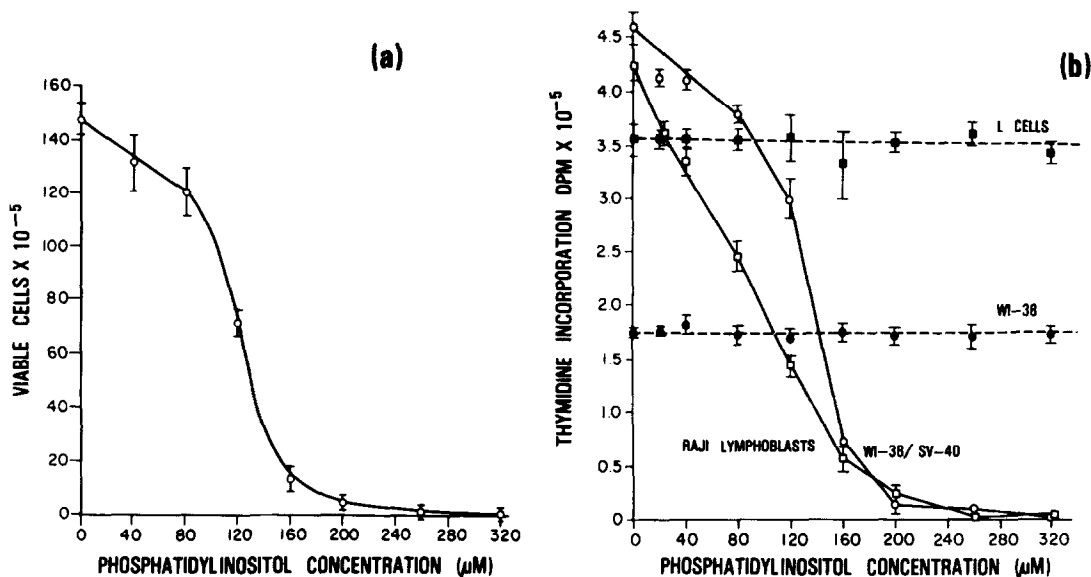 (a)
VIABLE CELLS X 10⁻⁵
160
140
120
100
80
60
40
20
0
0 40 80 120 160 200 240 280 320
PHOSPHATIDYLINOSITOL CONCENTRATION (µM)
(b)
THYMIDINE INCORPORATION DPM X 10⁻⁵
4.5
4.0
3.5
3.0
2.5
2.0
1.5
1.0
0.5
0
L CELLS
WI-38
RAJI LYMPHOBLASTS
WI-38/ SV-40
0 40 80 120 160 200 240 280 320
PHOSPHATIDYLINOSITOL CONCENTRATION (µM)